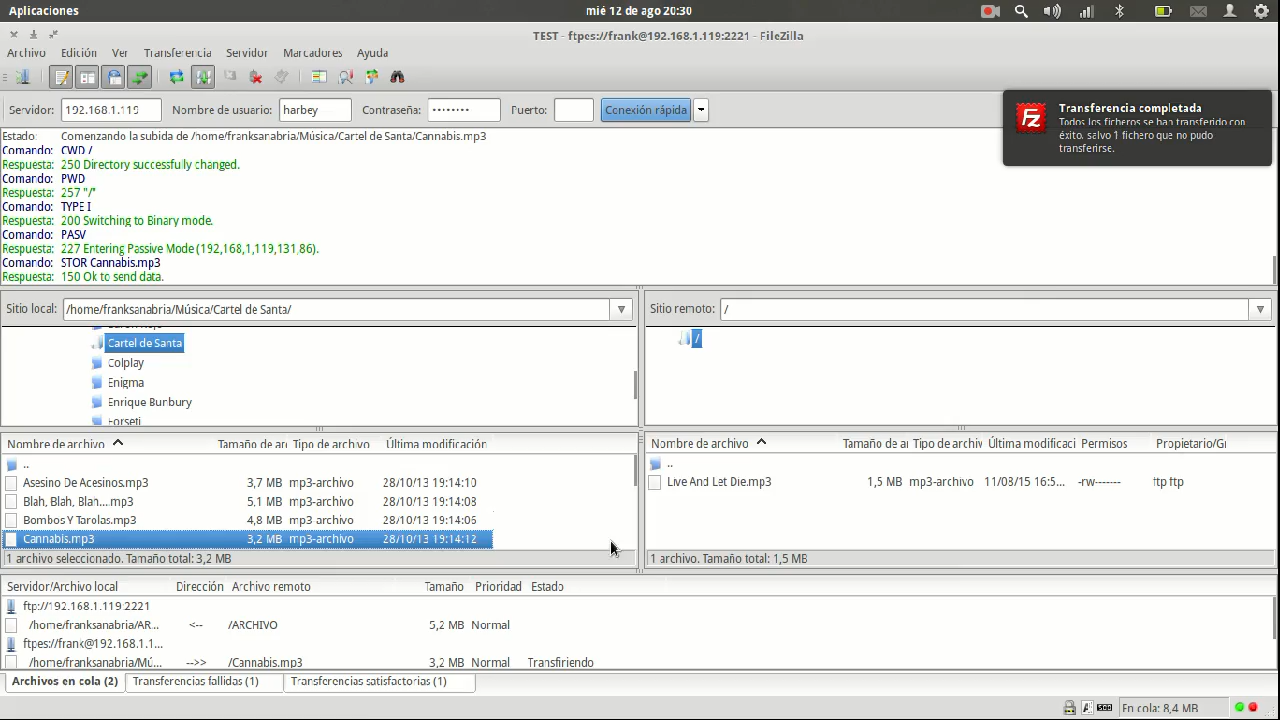 Aplicaciones
mié 12 de ago 20:30
TEST - ftpes://frank@192.168.1.119:2221 - FileZilla
Archivo Edición Ver Transferencia Servidor Marcadores Ayuda
Servidor: 192.168.1.119 Nombre de usuario: harbey Contraseña: •••••••• Puerto: Conexión rápida
Transferencia completada
Todos los ficheros se han transferido con
éxito, salvo 1 fichero que no pudo
transferirse.
Estado: Comenzando la subida de /home/franksanabria/Música/Cartel de Santa/Cannabis.mp3
Comando: CWD /
Respuesta: 250 Directory successfully changed.
Comando: PWD
Respuesta: 257 "/"
Comando: TYPE I
Respuesta: 200 Switching to Binary mode.
Comando: PASV
Respuesta: 227 Entering Passive Mode (192,168,1,119,131,86).
Comando: STOR Cannabis.mp3
Respuesta: 150 Ok to send data.
Sitio local: /home/franksanabria/Música/Cartel de Santa/
Cartel de Santa
Colplay
Enigma
Enrique Bunbury
Forseti
Sitio remoto: /
/
Nombre de archivo Tamaño de ar Tipo de archivo Última modificación
..
Asesino De Acesinos.mp3 3,7 MB mp3-archivo 28/10/13 19:14:10
Blah, Blah, Blah....mp3 5,1 MB mp3-archivo 28/10/13 19:14:08
Bombos Y Tarolas.mp3 4,8 MB mp3-archivo 28/10/13 19:14:06
Cannabis.mp3 3,2 MB mp3-archivo 28/10/13 19:14:12
1 archivo seleccionado. Tamaño total: 3,2 MB
Nombre de archivo Tamaño de ar Tipo de archiv Última modificaci Permisos Propietario/Gr
..
Live And Let Die.mp3 1,5 MB mp3-archivo 11/08/15 16:5... -rw------- ftp ftp
1 archivo. Tamaño total: 1,5 MB
Servidor/Archivo local Dirección Archivo remoto Tamaño Prioridad Estado
ftp://192.168.1.119:2221
/home/franksanabria/AR... <-- /ARCHIVO 5,2 MB Normal
ftpes://frank@192.168.1.1...
/home/franksanabria/Mú... -->> /Cannabis.mp3 3,2 MB Normal Transfiriendo
Archivos en cola (2) Transferencias fallidas (1) Transferencias satisfactorias (1)
En cola: 8,4 MB